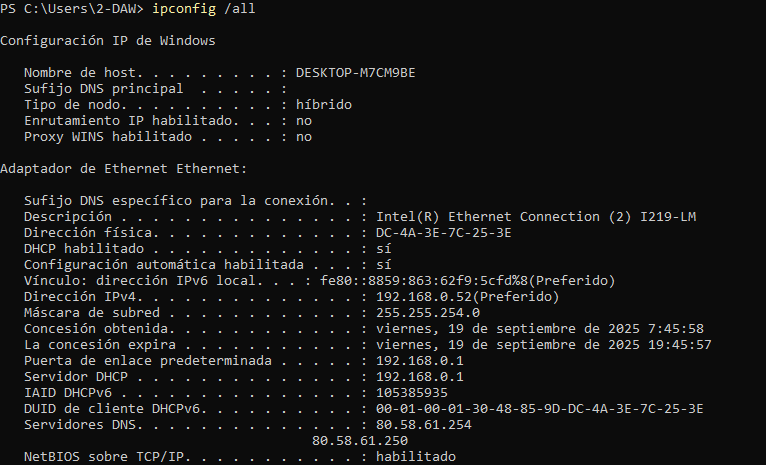 PS C:\Users\2-DAW> ipconfig /all
Configuración IP de Windows
Nombre de host. . . . . . . . . : DESKTOP-M7CM9BE
Sufijo DNS principal  . . . . . :
Tipo de nodo. . . . . . . . . . : híbrido
Enrutamiento IP habilitado. . . : no
Proxy WINS habilitado . . . . . : no
Adaptador de Ethernet Ethernet:
Sufijo DNS específico para la conexión. . :
Descripción . . . . . . . . . . . . . . . : Intel(R) Ethernet Connection (2) I219-LM
Dirección física. . . . . . . . . . . . . : DC-4A-3E-7C-25-3E
DHCP habilitado . . . . . . . . . . . . . : sí
Configuración automática habilitada . . . : sí
Vínculo: dirección IPv6 local. . . : fe80::8859:863:62f9:5cfd%8(Preferido)
Dirección IPv4. . . . . . . . . . . . . . : 192.168.0.52(Preferido)
Máscara de subred . . . . . . . . . . . . : 255.255.254.0
Concesión obtenida. . . . . . . . . . . . : viernes, 19 de septiembre de 2025 7:45:58
La concesión expira . . . . . . . . . . . : viernes, 19 de septiembre de 2025 19:45:57
Puerta de enlace predeterminada . . . . . : 192.168.0.1
Servidor DHCP . . . . . . . . . . . . . . : 192.168.0.1
IAID DHCPv6 . . . . . . . . . . . . . . . : 105385935
DUID de cliente DHCPv6. . . . . . . . . . : 00-01-00-01-30-48-85-9D-DC-4A-3E-7C-25-3E
Servidores DNS. . . . . . . . . . . . . . : 80.58.61.254
80.58.61.250
NetBIOS sobre TCP/IP. . . . . . . . . . . : habilitado